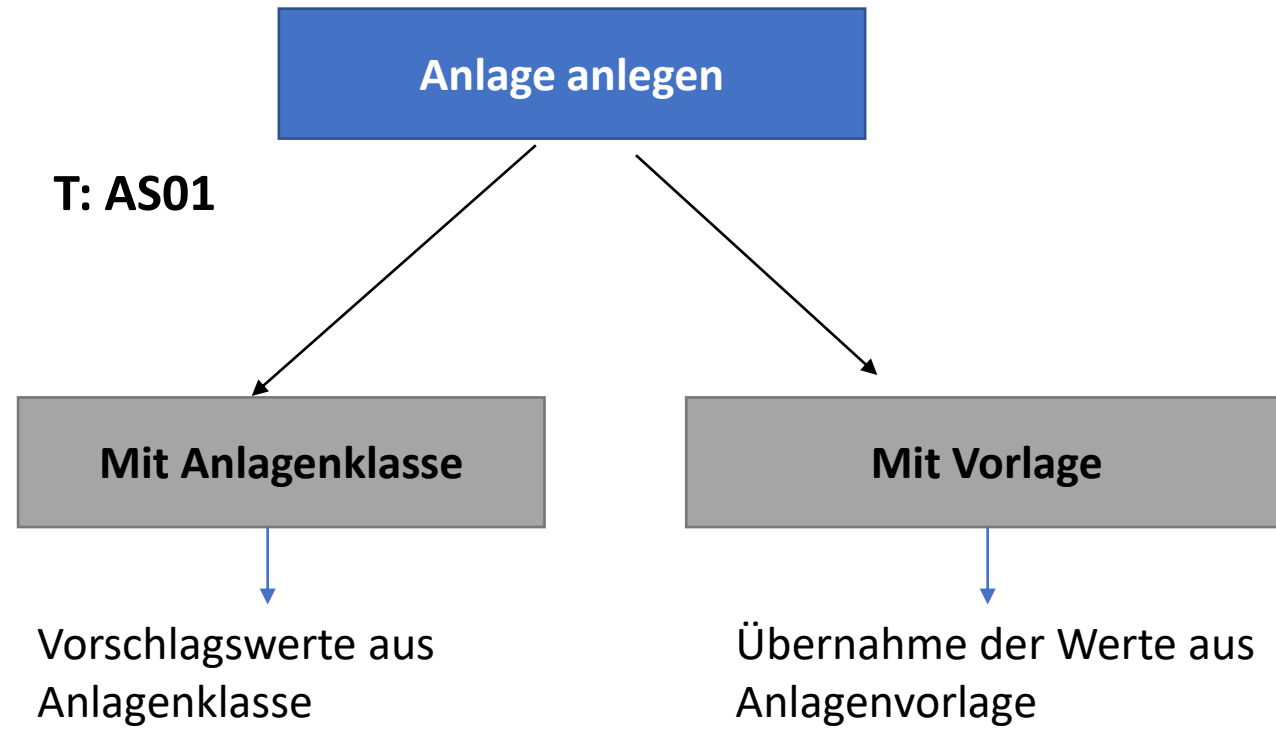 Anlage anlegen
T: AS01
Mit Anlagenklasse
Mit Vorlage
Vorschlagswerte aus
Anlagenklasse
Übernahme der Werte aus
Anlagenvorlage